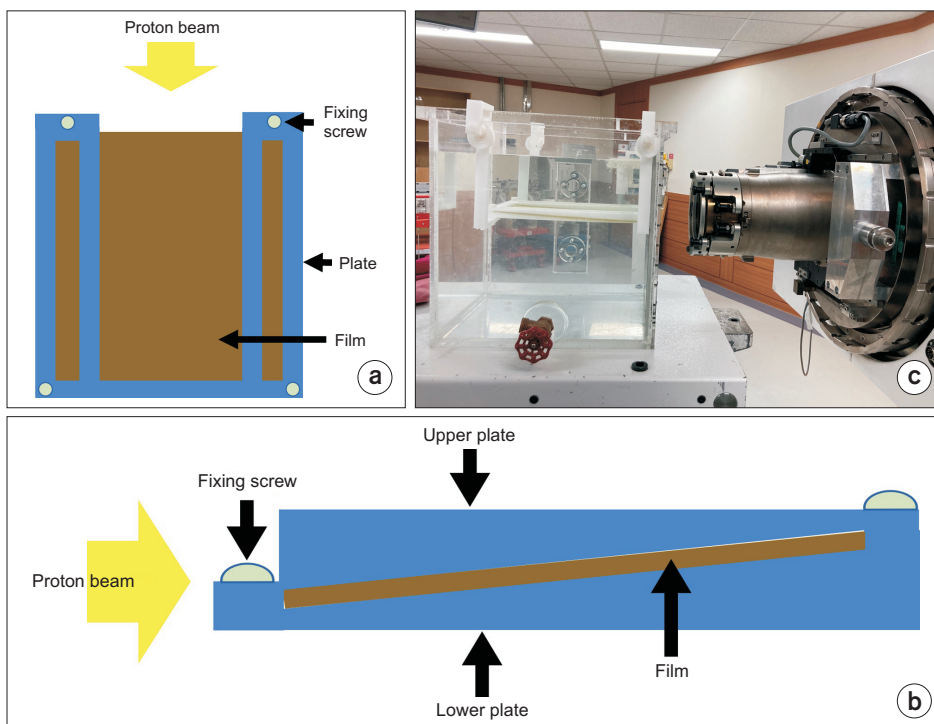 Proton beam
Fixing
screw
Plate
Film
a
c
Upper plate
Fixing screw
Proton beam
Film
Lower plate
b